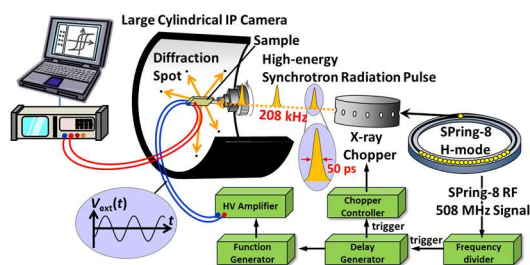 Large Cylindrical IP Camera
Sample
Diffraction
Spot
High-energy
Synchrotron Radiation Pulse
208 kHz
X-ray
Chopper
50 ps
SPring-8
H-mode
SPring-8 RF
508 MHz Signal
V_ext(t)
t
HV Amplifier
Chopper
Controller
trigger
trigger
Function
Generator
Delay
Generator
Frequency
divider